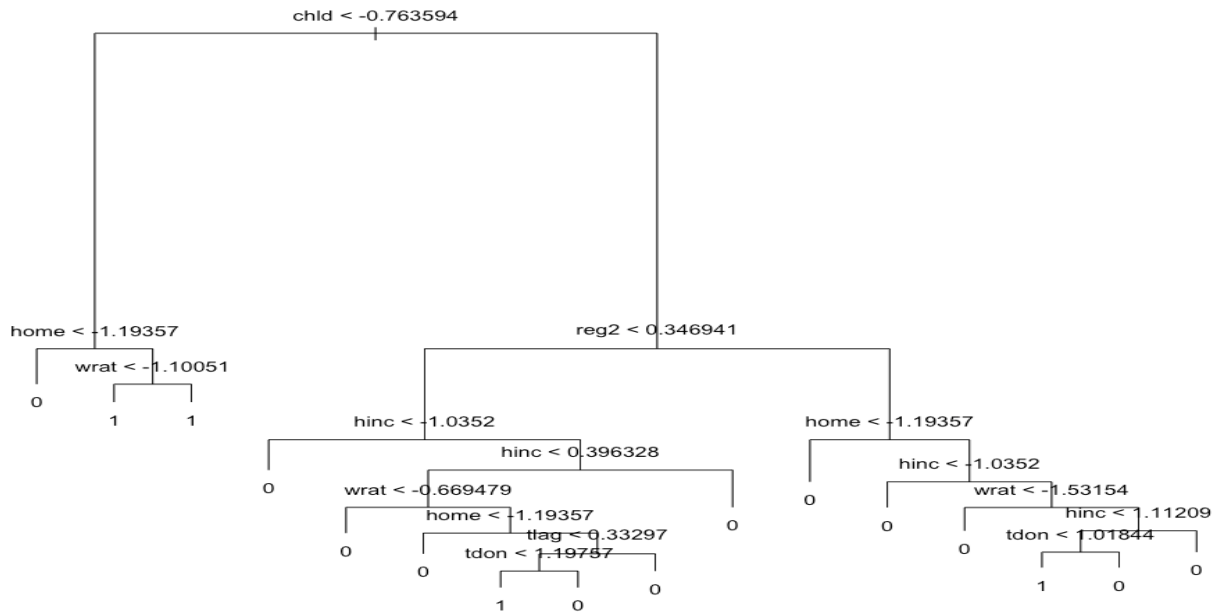 chld < -0.763594
home < -1.19357
reg2 < 0.346941
wrat < -1.10051
0
1
1
hinc < -1.0352
home < -1.19357
hinc < 0.396328
0
hinc < -1.0352
0
wrat < -0.669479
0
wrat < -1.53154
0
home < -1.19357
0
hinc < 1.11209
0
tlag < 0.33297
0
tdon < 1.01844
0
tdon < 1.19757
0
1
0
0
1
0